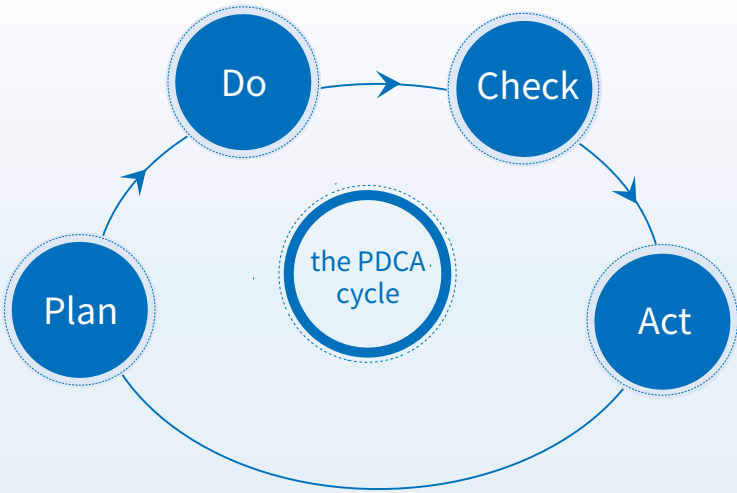 Do
Check
the PDCA
cycle
Plan
Act